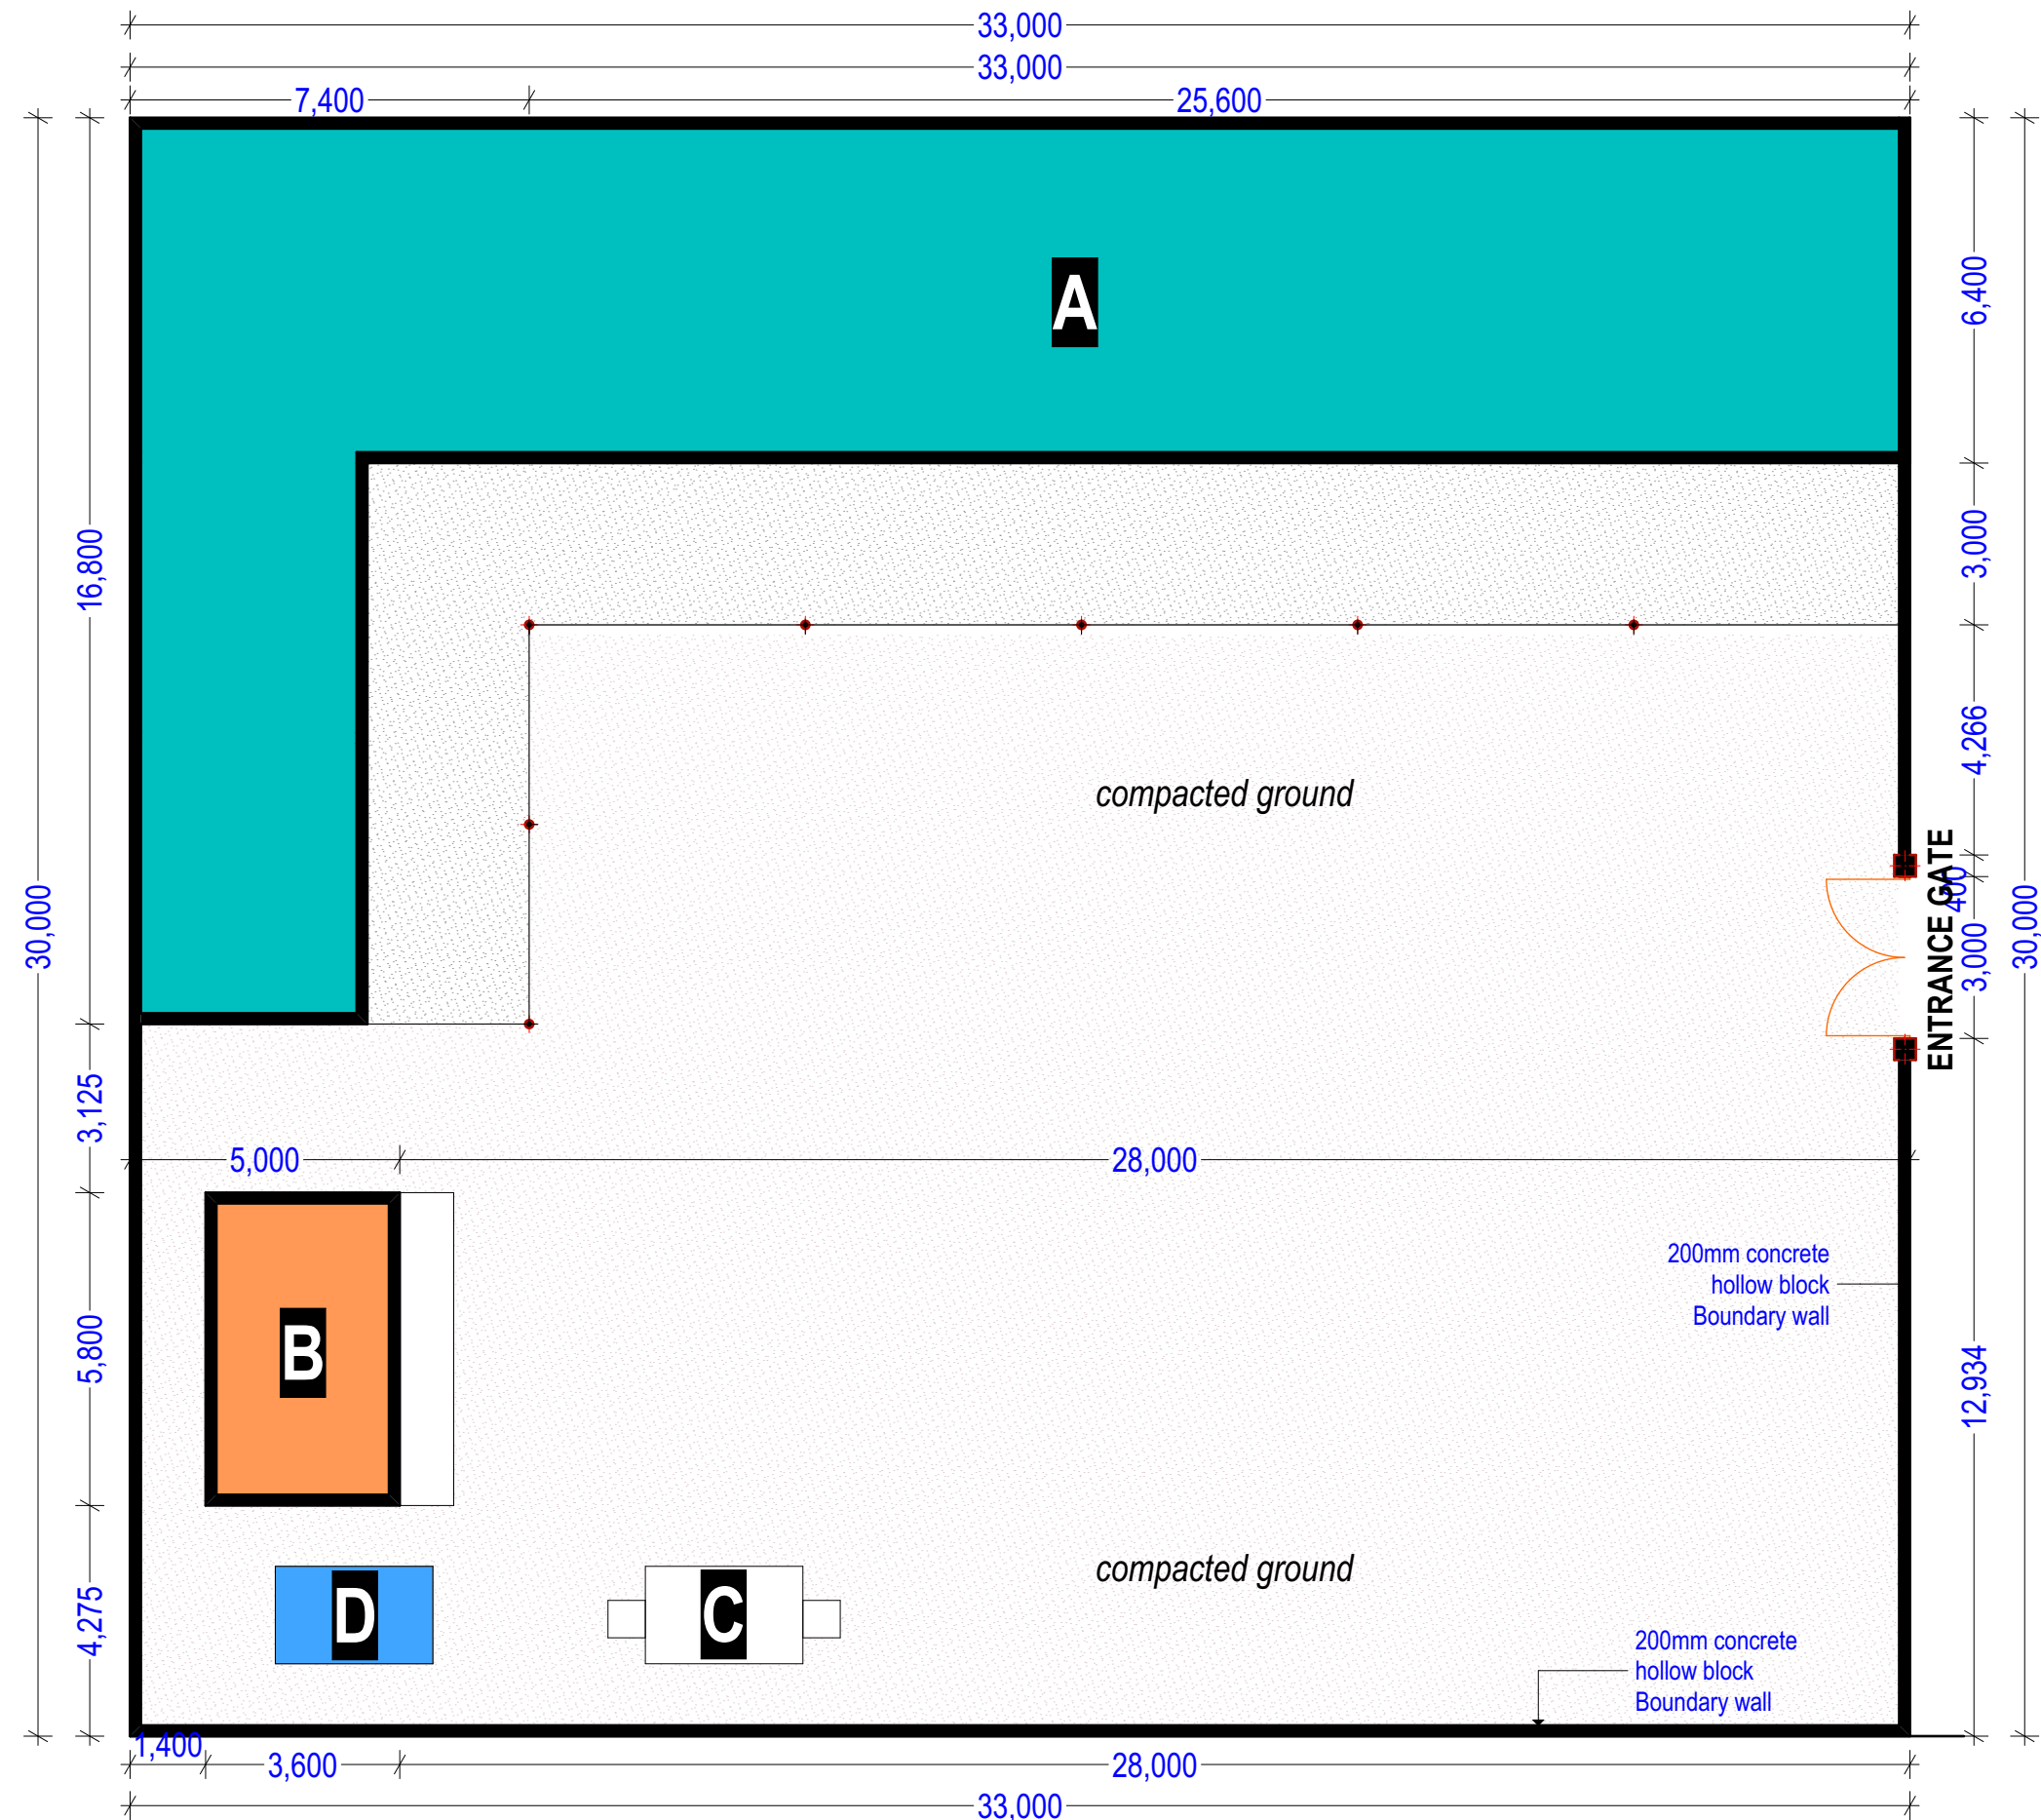 33,000
33,000
7,400
25,600
A
6,400
16,800
3,000
4,266
compacted ground
ENTRANCE GATE
400
3,000
30,000
30,000
3,125
5,000
28,000
200mm concrete
hollow block
Boundary wall
B
5,800
12,934
compacted ground
D
C
4,275
200mm concrete
hollow block
Boundary wall
1,400
3,600
28,000
33,000